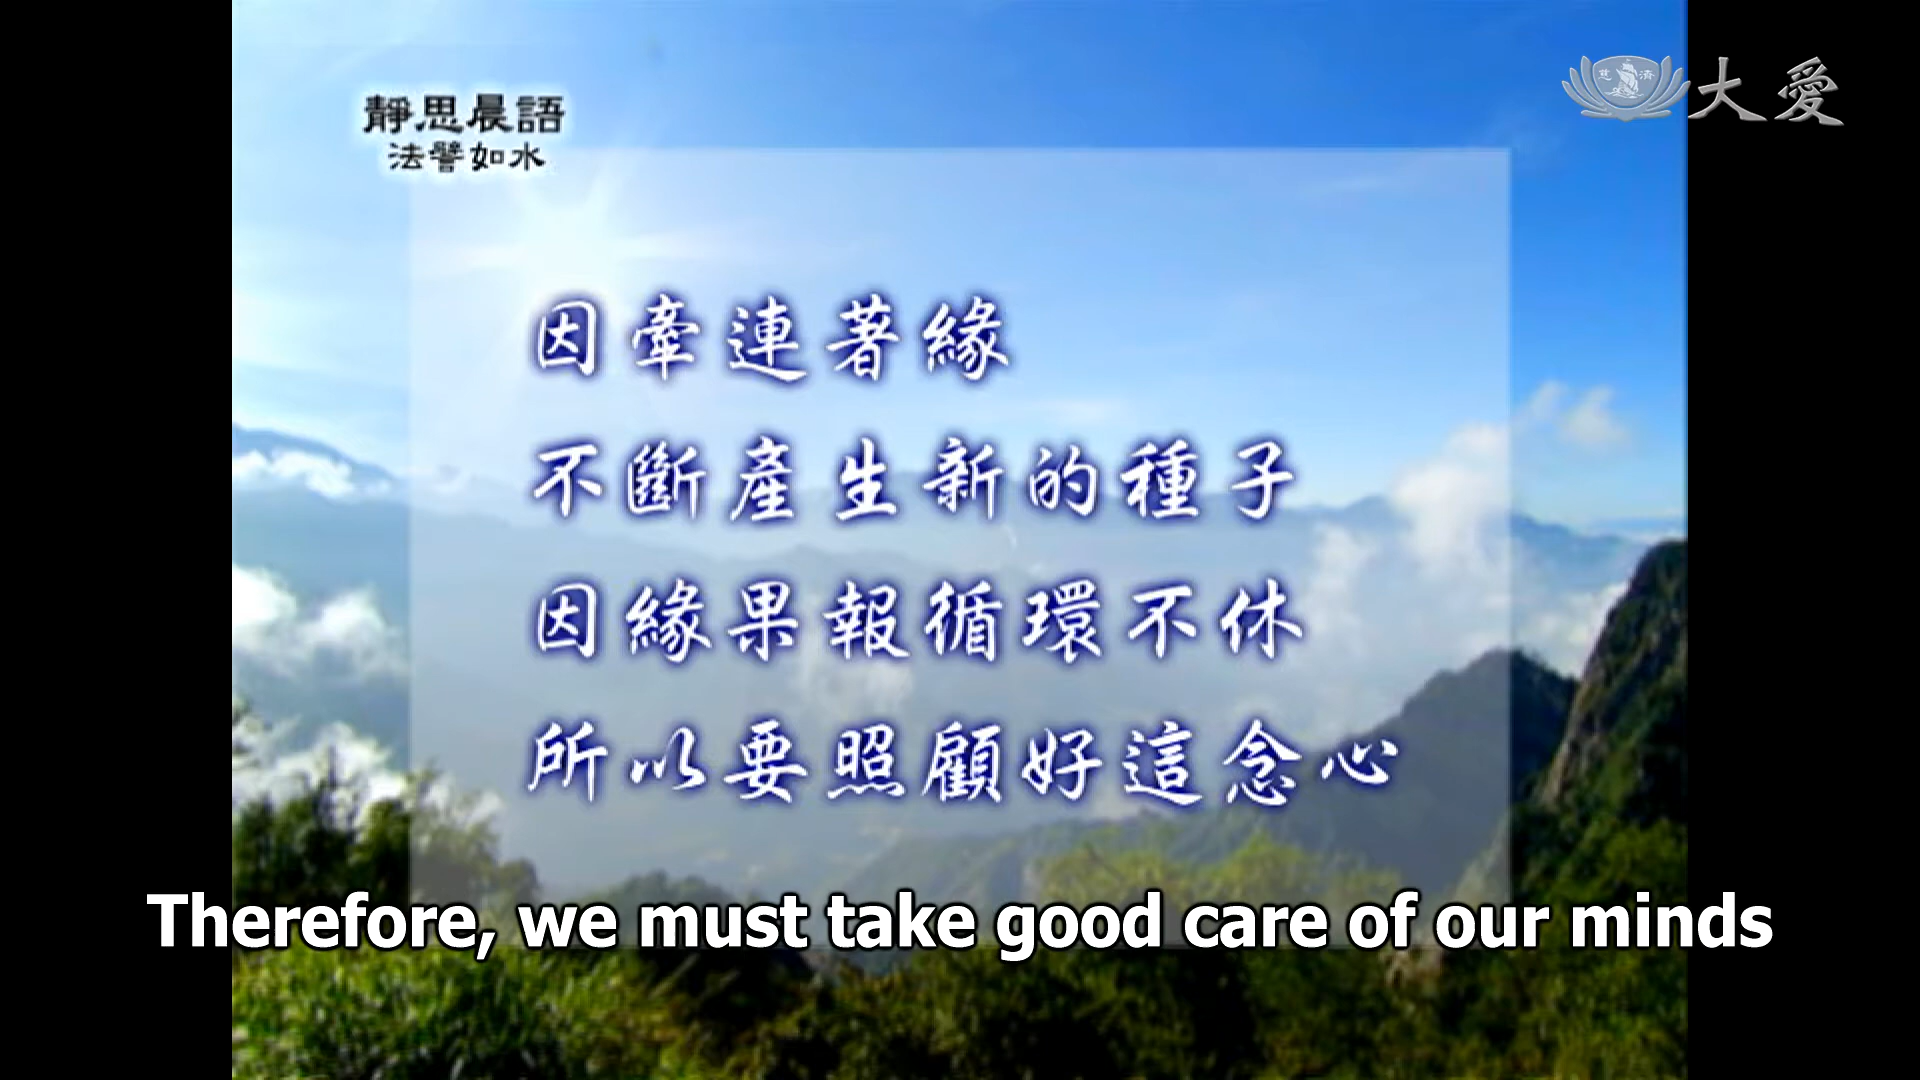 靜思晨語
法譬如水
慈濟
大愛
因牽連著緣
不斷產生新的種子
因緣果報循環不休
所以要照顧好這念心
Therefore, we must take good care of our minds